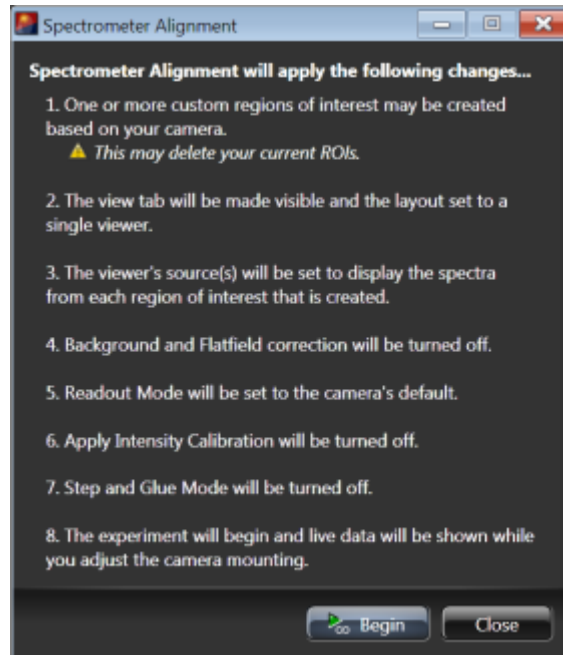 Spectrometer Alignment
Spectrometer Alignment will apply the following changes...
1. One or more custom regions of interest may be created
based on your camera.
This may delete your current ROIs.
2. The view tab will be made visible and the layout set to a
single viewer.
3. The viewer's source(s) will be set to display the spectra
from each region of interest that is created.
4. Background and Flatfield correction will be turned off.
5. Readout Mode will be set to the camera's default.
6. Apply Intensity Calibration will be turned off.
7. Step and Glue Mode will be turned off.
8. The experiment will begin and live data will be shown while
you adjust the camera mounting.
Begin
Close